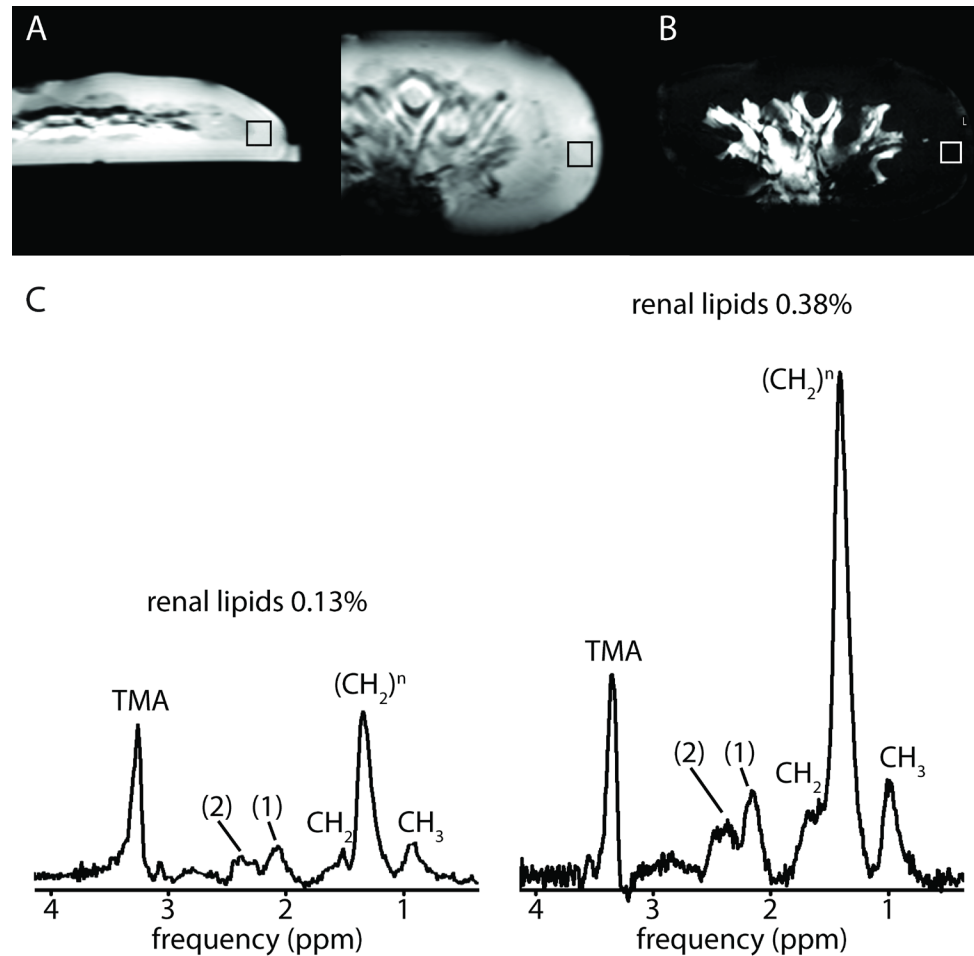 A
B
L
C
renal lipids 0.38%
(CH₂)ⁿ
renal lipids 0.13%
TMA
TMA
(CH₂)ⁿ
(2) (1)
CH₂
CH₃
(2) (1)
CH₂
CH₃
4 3 2 1
4 3 2 1
frequency (ppm)
frequency (ppm)